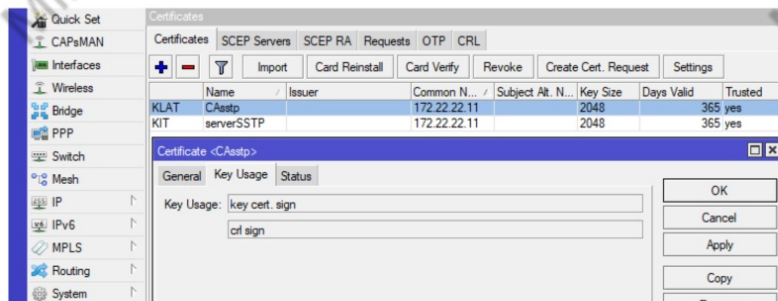 Quick Set
CAPsMAN
Interfaces
Wireless
Bridge
PPP
Switch
Mesh
IP
IPv6
MPLS
Routing
System
Certificates
Certificates SCEP Servers SCEP RA Requests OTP CRL
Import Card Reinstall Card Verify Revoke Create Cert. Request Settings
Name / Issuer Common N... / Subject Alt. N... Key Size Days Valid Trusted
KLAT CAsstp 172.22.22.11 2048 365 yes
KIT serverSSTP 172.22.22.11 2048 365 yes
Certificate <CAsstp>
General Key Usage Status
Key Usage: key cert. sign
crl sign
OK
Cancel
Apply
Copy